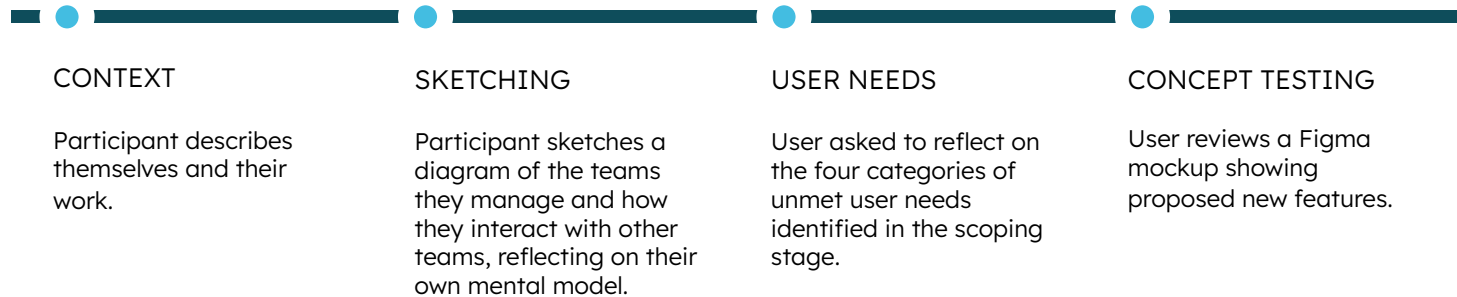 CONTEXT
Participant describes
themselves and their
work.
SKETCHING
Participant sketches a
diagram of the teams
they manage and how
they interact with other
teams, reflecting on their
own mental model.
USER NEEDS
User asked to reflect on
the four categories of
unmet user needs
identified in the scoping
stage.
CONCEPT TESTING
User reviews a Figma
mockup showing
proposed new features.